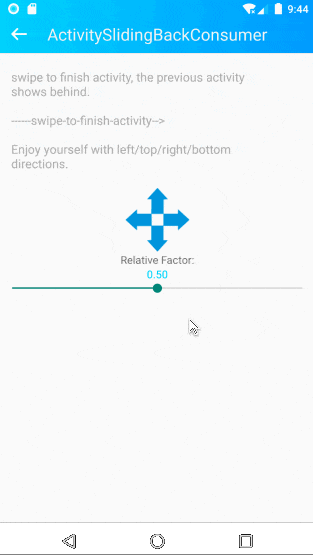 9:44
ActivitySlidingBackConsumer
swipe to finish activity, the previous activity
shows behind.
------swipe-to-finish-activity-->
Enjoy yourself with left/top/right/bottom
directions.
Relative Factor:
0.50